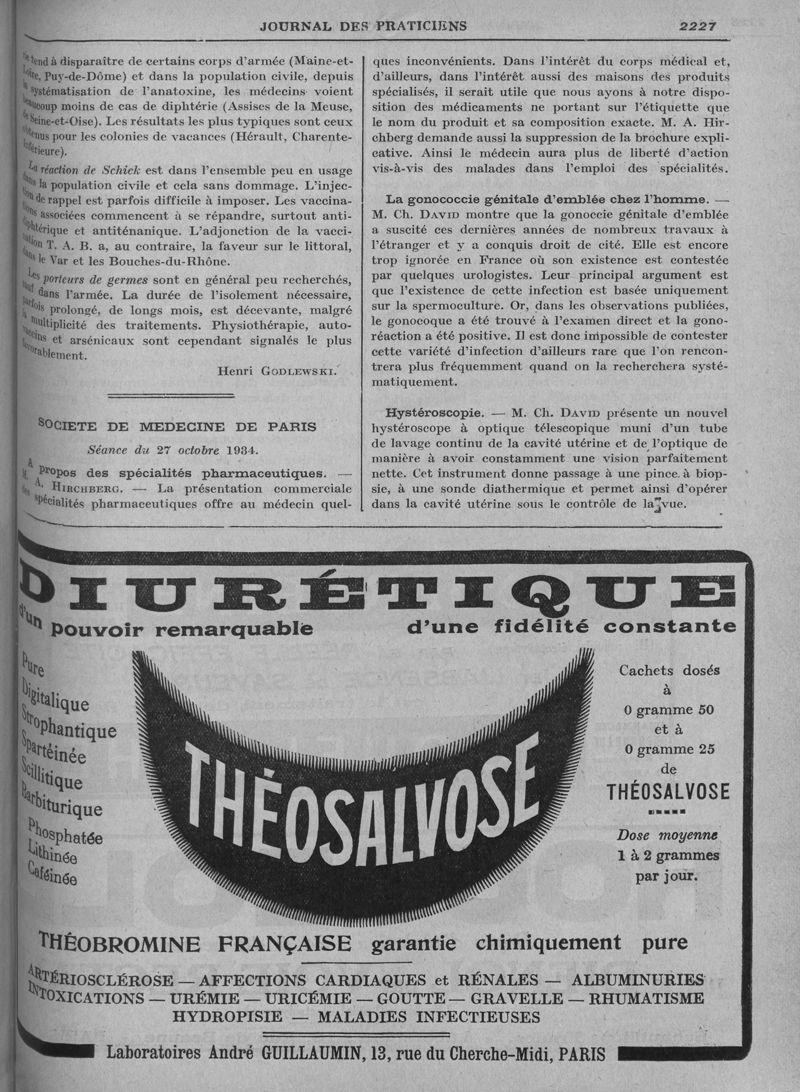 JOURNAL DES PRATICIENS 2227
tend à disparaître de certains corps d'armée (Maine-et-
Loire, Puy-de-Dôme) et dans la population civile, depuis
la systématisation de l'anatoxine, les médecins voient
beaucoup moins de cas de diphtérie (Assises de la Meuse,
de Seine-et-Oise). Les résultats les plus typiques sont ceux
obtenus pour les colonies de vacances (Hérault, Charente-
Inférieure).
La réaction de Schick est dans l'ensemble peu en usage
dans la population civile et cela sans dommage. L'injec-
tion de rappel est parfois difficile à imposer. Les vaccina-
tions associées commencent à se répandre, surtout anti-
diphtérique et antitétanique. L'adjonction de la vacci-
nation T. A. B. a, au contraire, la faveur sur le littoral,
dans le Var et les Bouches-du-Rhône.
Les porteurs de germes sont en général peu recherchés,
sauf dans l'armée. La durée de l'isolement nécessaire,
parfois prolongé, de longs mois, est décevante, malgré
la multiplicité des traitements. Physiothérapie, auto-
vaccins et arsénicaux sont cependant signalés le plus
favorablement.
Henri GODLEWSKI.
SOCIETE DE MEDECINE DE PARIS
Séance du 27 octobre 1934.
A propos des spécialités pharmaceutiques. —
M. A. HIRCHBERG. — La présentation commerciale
des spécialités pharmaceutiques offre au médecin quel-
ques inconvénients. Dans l'intérêt du corps médical et,
d'ailleurs, dans l'intérêt aussi des maisons des produits
spécialisés, il serait utile que nous ayons à notre dispo-
sition des médicaments ne portant sur l'étiquette que
le nom du produit et sa composition exacte. M. A. Hir-
chberg demande aussi la suppression de la brochure expli-
cative. Ainsi le médecin aura plus de liberté d'action
vis-à-vis des malades dans l'emploi des spécialités.
La gonococcie génitale d'emblée chez l'homme. —
M. Ch. DAVID montre que la gonoccie génitale d'emblée
a suscité ces dernières années de nombreux travaux à
l'étranger et y a conquis droit de cité. Elle est encore
trop ignorée en France où son existence est contestée
par quelques urologistes. Leur principal argument est
que l'existence de cette infection est basée uniquement
sur la spermoculture. Or, dans les observations publiées,
le gonocoque a été trouvé à l'examen direct et la gono-
réaction a été positive. Il est donc impossible de contester
cette variété d'infection d'ailleurs rare que l'on rencon-
trera plus fréquemment quand on la recherchera systé-
matiquement.
Hystéroscopie. — M. Ch. DAVID présente un nouvel
hystéroscope à optique télescopique muni d'un tube
de lavage continu de la cavité utérine et de l'optique de
manière à avoir constamment une vision parfaitement
nette. Cet instrument donne passage à une pince à biop-
sie, à une sonde diathermique et permet ainsi d'opérer
dans la cavité utérine sous le contrôle de la vue.
DIURÉTIQUE
d'un pouvoir remarquable d'une fidélité constante
Pure
Digitalique
Strophantique
Spartéinée
Scillitique
Barbiturique
Phosphatée
Lithinée
Caféinée
THÉOSALVOSE
Cachets dosés
à
0 gramme 50
et à
0 gramme 25
de
THÉOSALVOSE
Dose moyenne
1 à 2 grammes
par jour.
THÉOBROMINE FRANÇAISE garantie chimiquement pure
ARTÉRIOSCLÉROSE — AFFECTIONS CARDIAQUES et RÉNALES — ALBUMINURIES
INTOXICATIONS — URÉMIE — URICÉMIE — GOUTTE — GRAVELLE — RHUMATISME
HYDROPISIE — MALADIES INFECTIEUSES
Laboratoires André GUILLAUMIN, 13, rue du Cherche-Midi, PARIS